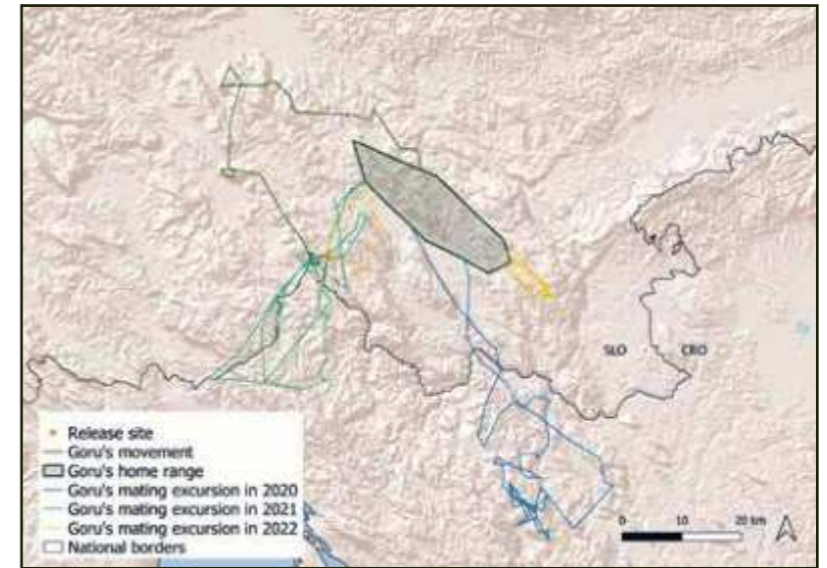 SLO
CRO
Release site
Goru's movement
Goru's home range
Goru's mating excursion in 2020
Goru's mating excursion in 2021
Goru's mating excursion in 2022
National borders
0 10 20 km